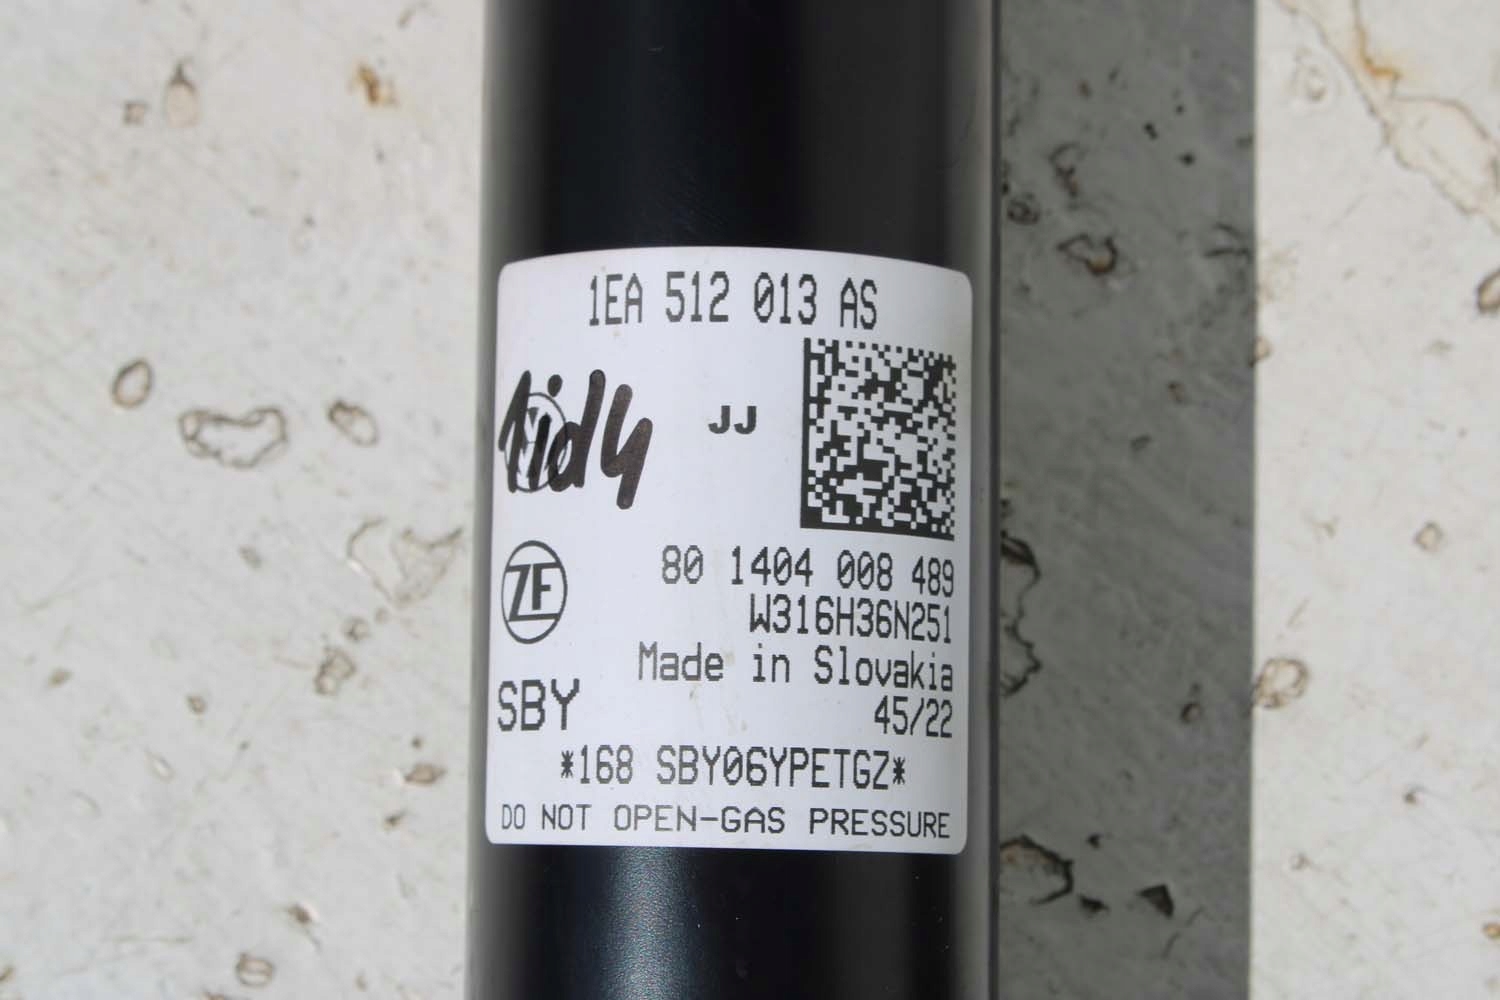 1EA 512 013 AS
id4
JJ
ZF
80 1404 008 489
W316H36N251
Made in Slovakia
SBY
45/22
*168 SBY06YPETGZ*
DO NOT OPEN-GAS PRESSURE